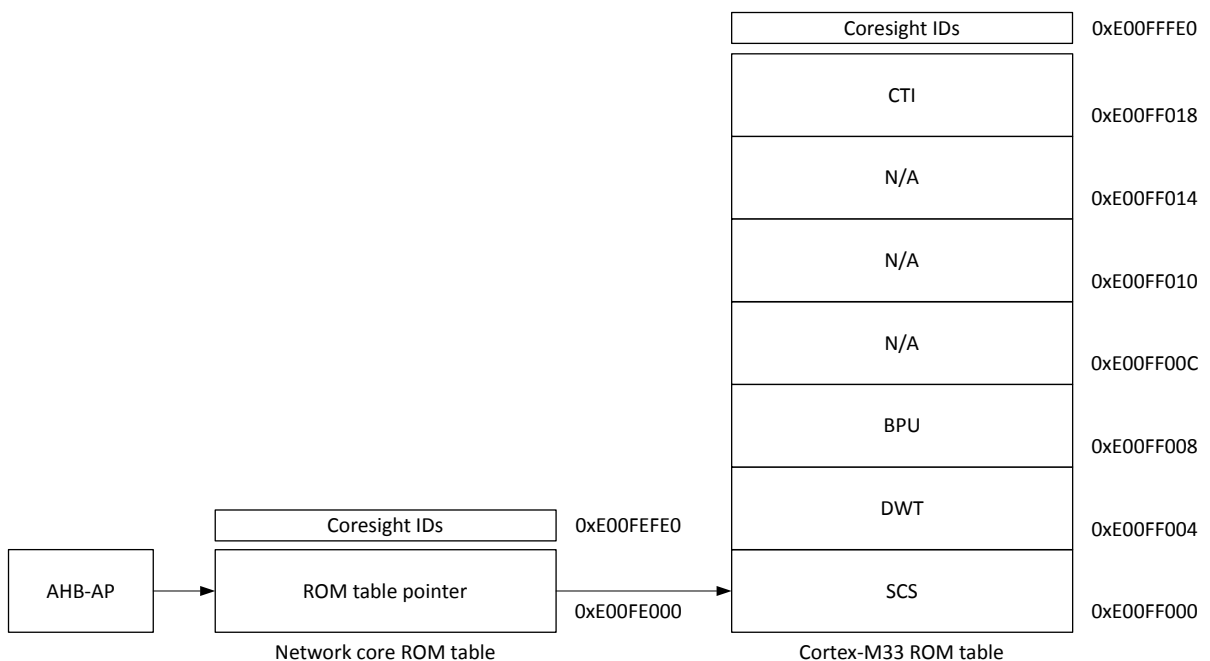 Coresight IDs 0xE00FFFE0
CTI
0xE00FF018
N/A
0xE00FF014
N/A
0xE00FF010
N/A
0xE00FF00C
BPU
0xE00FF008
DWT
Coresight IDs 0xE00FEFE0
0xE00FF004
AHB-AP ROM table pointer SCS
0xE00FE000 0xE00FF000
Network core ROM table Cortex-M33 ROM table